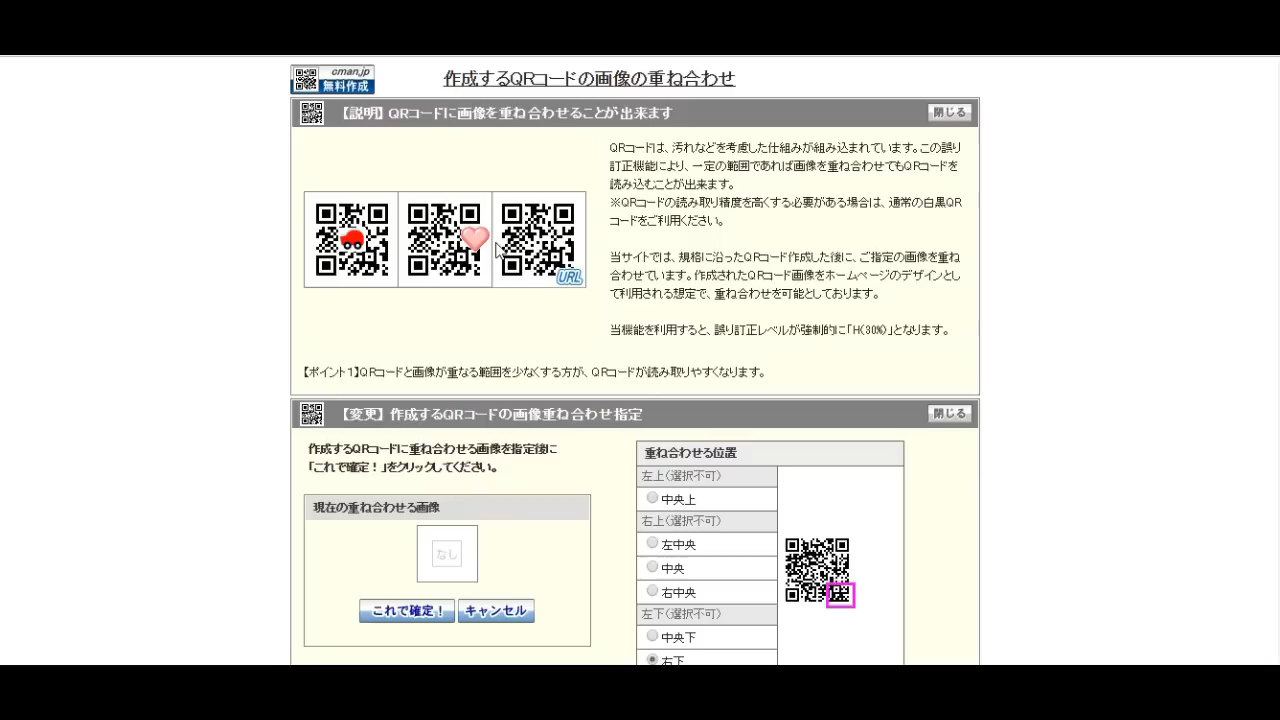 cman.jp
無料作成
作成するQRコードの画像の重ね合わせ
【説明】QRコードに画像を重ね合わせることが出来ます
閉じる
QRコードは、汚れなどを考慮した仕組みが組み込まれています。この誤り
訂正機能により、一定の範囲であれば画像を重ね合わせてもQRコードを
読み込むことが出来ます。
※QRコードの読み取り精度を高くする必要がある場合は、通常の白黒QR
コードをご利用ください。
当サイトでは、規格に沿ったQRコード作成した後に、ご指定の画像を重ね
合わせています。作成されたQRコード画像をホームページのデザインとし
て利用される想定で、重ね合わせを可能としております。
当機能を利用すると、誤り訂正レベルが強制的に「H(30%)」となります。
URL
【ポイント1】QRコードと画像が重なる範囲を少なくする方が、QRコードが読み取りやすくなります。
【変更】作成するQRコードの画像重ね合わせ指定
閉じる
作成するQRコードに重ね合わせる画像を指定後に
「これで確定！」をクリックしてください。
現在の重ね合わせる画像
なし
これで確定！
キャンセル
重ね合わせる位置
左上(選択不可)
中央上
右上(選択不可)
左中央
中央
右中央
左下(選択不可)
中央下
右下